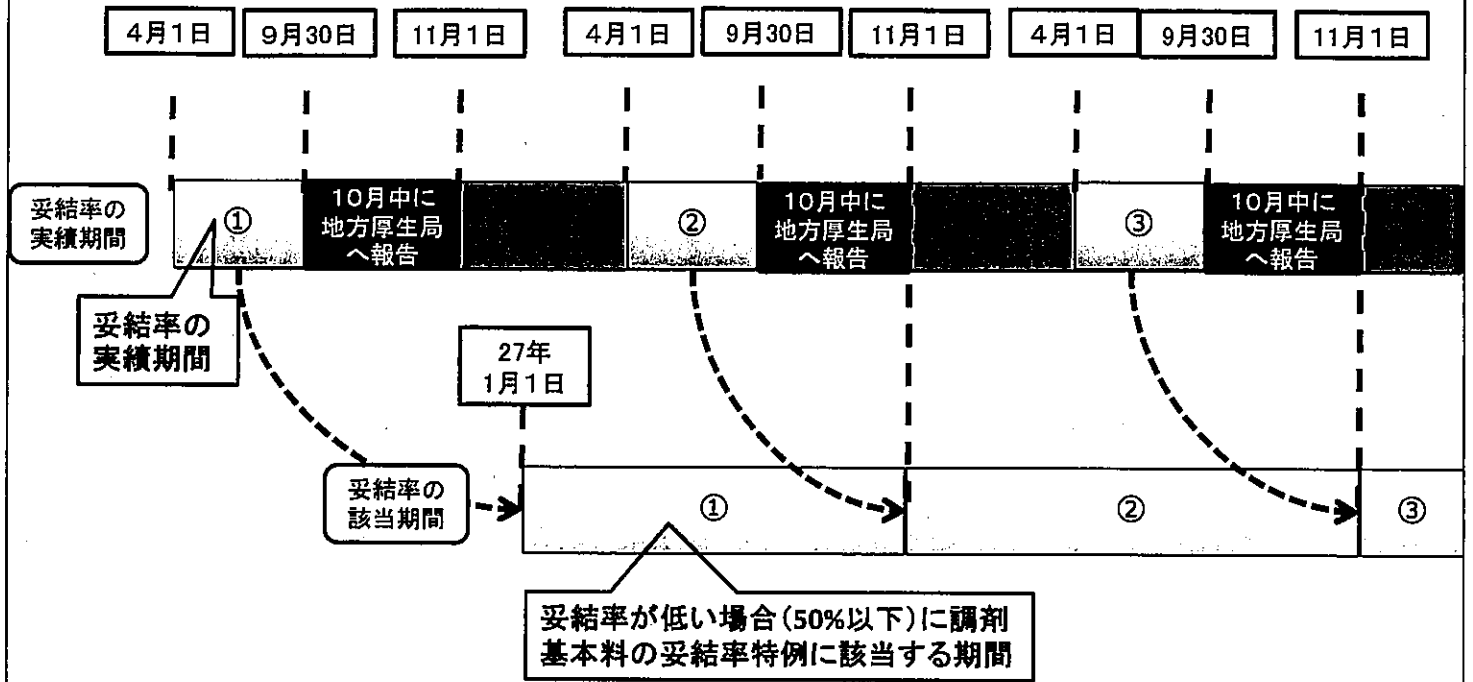 4月1日
9月30日
11月1日
4月1日
9月30日
11月1日
4月1日
9月30日
11月1日
妥結率の
実績期間
①
10月中に
地方厚生局
へ報告
②
10月中に
地方厚生局
へ報告
③
10月中に
地方厚生局
へ報告
妥結率の
実績期間
27年
1月1日
妥結率の
該当期間
①
②
③
妥結率が低い場合(50%以下)に調剤
基本料の妥結率特例に該当する期間